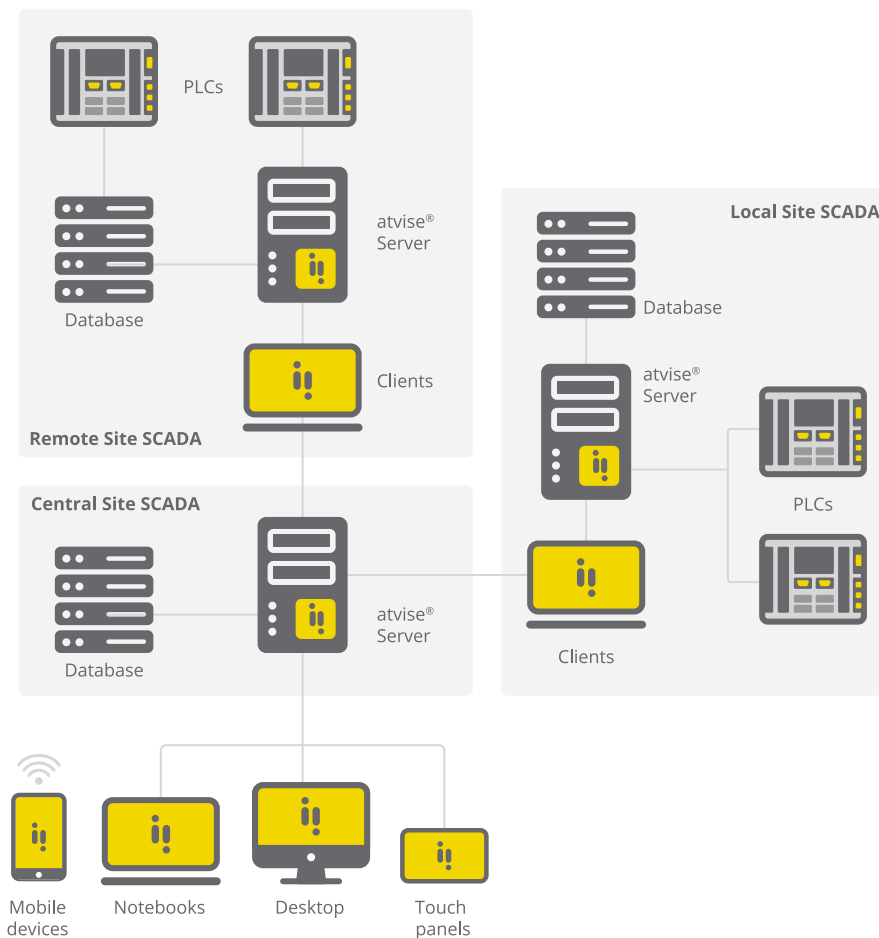 PLCs
atvise®
Server
Database
Clients
Remote Site SCADA
Local Site SCADA
Database
atvise®
Server
PLCs
Clients
Central Site SCADA
atvise®
Server
Database
Mobile
devices
Notebooks
Desktop
Touch
panels